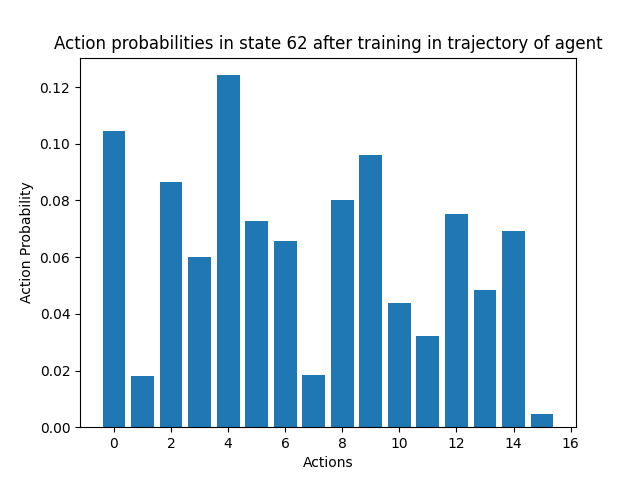 Action probabilities in state 62 after training in trajectory of agent
0.12
0.10
0.08
0.06
0.04
0.02
0.00
Action Probability
0 2 4 6 8 10 12 14 16
Actions